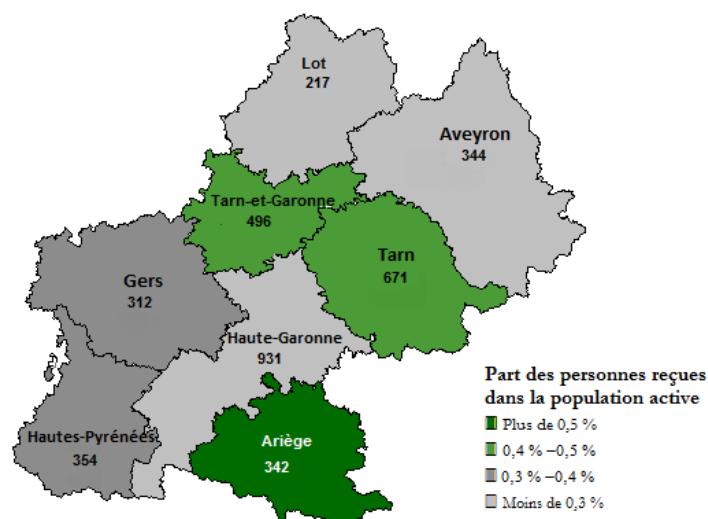 Lot
217
Aveyron
344
Tarn-et-Garonne
496
Tarn
671
Gers
312
Haute-Garonne
931
Hautes-Pyrénées
354
Ariège
342
Part des personnes reçues
dans la population active
Plus de 0,5 %
0,4 % –0,5 %
0,3 % –0,4 %
Moins de 0,3 %